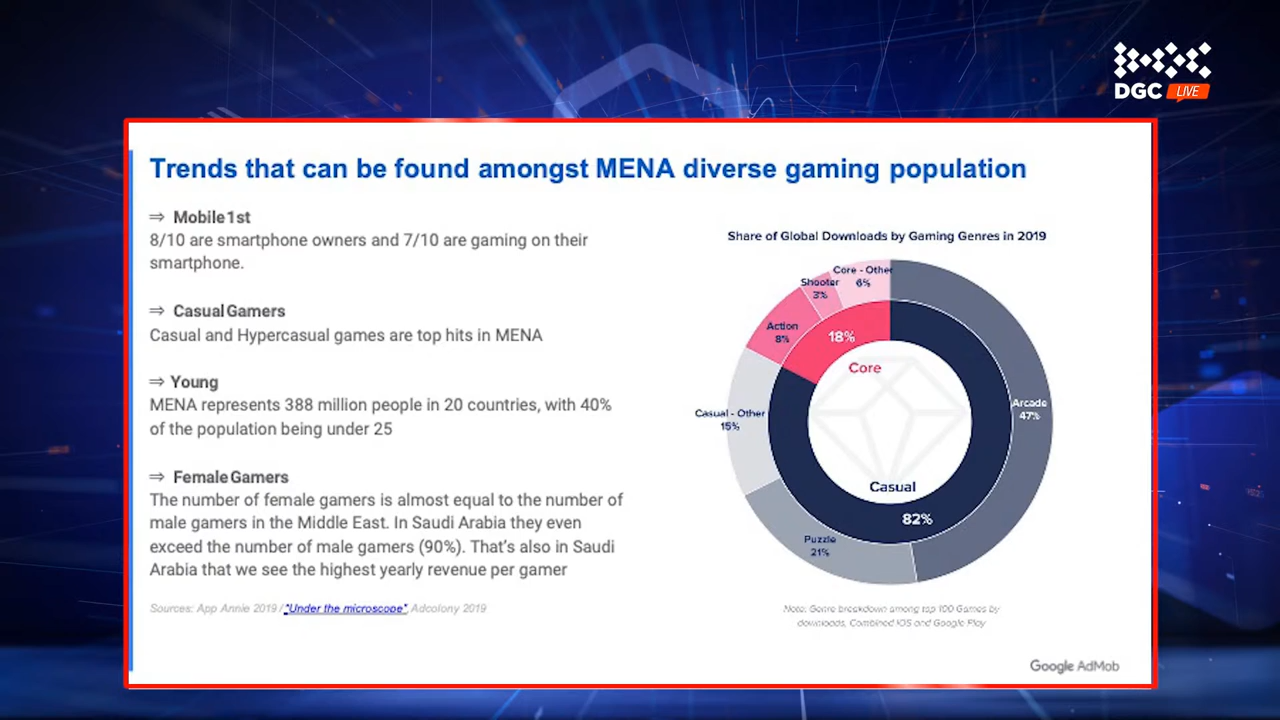 DGC LIVE
Trends that can be found amongst MENA diverse gaming population
⇒ Mobile 1st
8/10 are smartphone owners and 7/10 are gaming on their
smartphone.
⇒ Casual Gamers
Casual and Hypercasual games are top hits in MENA
⇒ Young
MENA represents 388 million people in 20 countries, with 40%
of the population being under 25
⇒ Female Gamers
The number of female gamers is almost equal to the number of
male gamers in the Middle East. In Saudi Arabia they even
exceed the number of male gamers (90%). That's also in Saudi
Arabia that we see the highest yearly revenue per gamer
Sources: App Annie 2019 / "Under the microscope", Adcolony 2019
Share of Global Downloads by Gaming Genres in 2019
Core - Other
6%
Shooter
3%
Action
8%
18%
Core
Casual - Other
15%
Arcade
47%
Casual
82%
Puzzle
21%
Note: Genre breakdown among top 100 Games by
downloads, Combined iOS and Google Play
Google AdMob